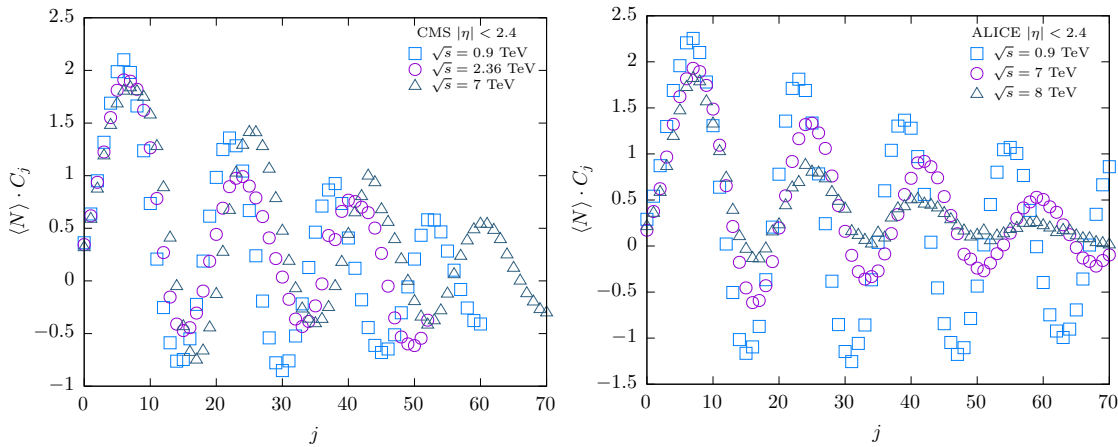 CMS |η| < 2.4
√s = 0.9 TeV
√s = 2.36 TeV
√s = 7 TeV
⟨N⟩ · C_j
2.5
2
1.5
1
0.5
0
−0.5
−1
0 10 20 30 40 50 60 70
j
ALICE |η| < 2.4
√s = 0.9 TeV
√s = 7 TeV
√s = 8 TeV
⟨N⟩ · C_j
2.5
2
1.5
1
0.5
0
−0.5
−1
−1.5
0 10 20 30 40 50 60 70
j